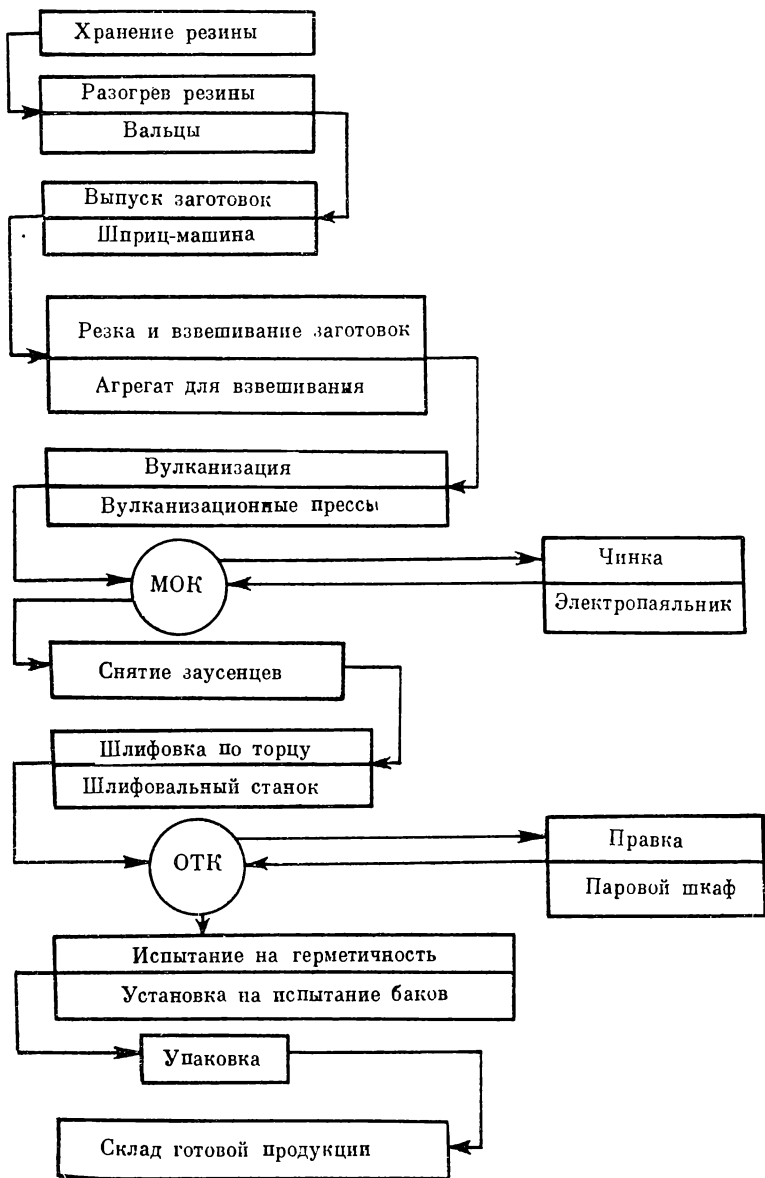 Хранение резины
Разогрев резины
Вальцы
Выпуск заготовок
Шприц-машина
Резка и взвешивание заготовок
Агрегат для взвешивания
Вулканизация
Вулканизационные прессы
МОК
Чинка
Электропаяльник
Снятие заусенцев
Шлифовка по торцу
Шлифовальный станок
ОТК
Правка
Паровой шкаф
Испытание на герметичность
Установка на испытание баков
Упаковка
Склад готовой продукции